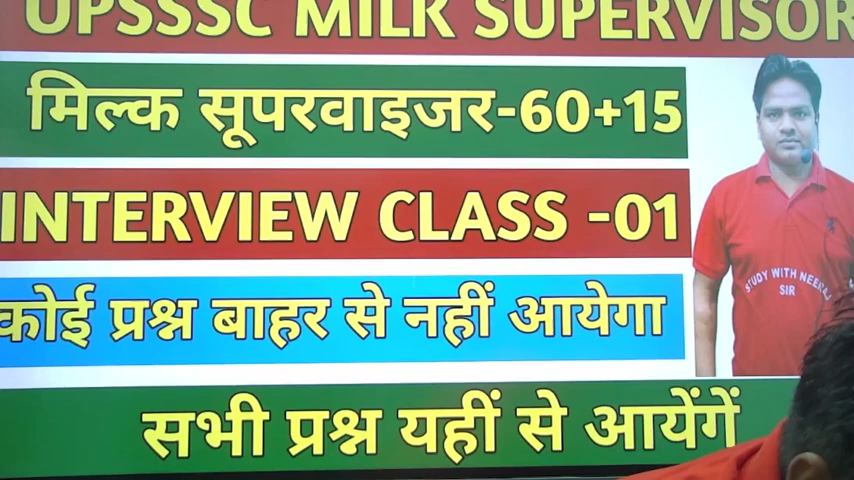 UPSSSC MILK SUPERVISOR
मिल्क सूपरवाइजर-60+15
INTERVIEW CLASS -01
STUDY WITH NEERAJ
SIR
कोई प्रश्न बाहर से नहीं आयेगा
सभी प्रश्न यहीं से आयेंगें